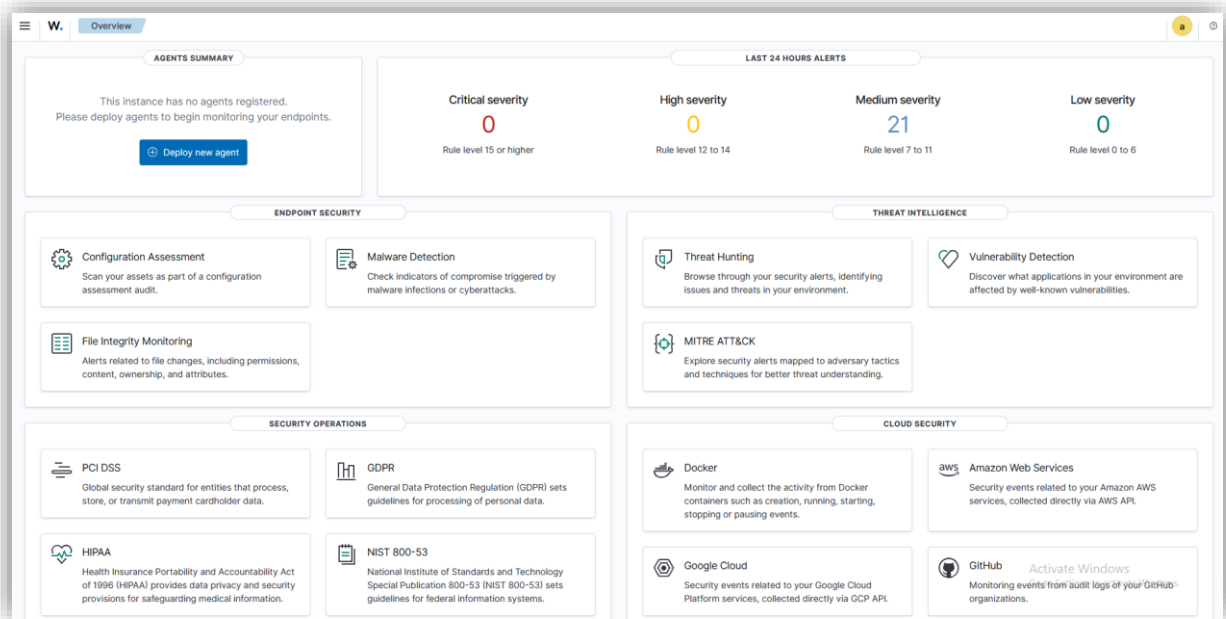 W. Overview a
AGENTS SUMMARY
This instance has no agents registered.
Please deploy agents to begin monitoring your endpoints.
Deploy new agent
LAST 24 HOURS ALERTS
Critical severity
0
Rule level 15 or higher
High severity
0
Rule level 12 to 14
Medium severity
21
Rule level 7 to 11
Low severity
0
Rule level 0 to 6
ENDPOINT SECURITY
Configuration Assessment
Scan your assets as part of a configuration
assessment audit.
Malware Detection
Check indicators of compromise triggered by
malware infections or cyberattacks.
File Integrity Monitoring
Alerts related to file changes, including permissions,
content, ownership, and attributes.
THREAT INTELLIGENCE
Threat Hunting
Browse through your security alerts, identifying
issues and threats in your environment.
Vulnerability Detection
Discover what applications in your environment are
affected by well-known vulnerabilities.
MITRE ATT&CK
Explore security alerts mapped to adversary tactics
and techniques for better threat understanding.
SECURITY OPERATIONS
PCI DSS
Global security standard for entities that process,
store, or transmit payment cardholder data.
GDPR
General Data Protection Regulation (GDPR) sets
guidelines for processing of personal data.
HIPAA
Health Insurance Portability and Accountability Act
of 1996 (HIPAA) provides data privacy and security
provisions for safeguarding medical information.
NIST 800-53
National Institute of Standards and Technology
Special Publication 800-53 (NIST 800-53) sets
guidelines for federal information systems.
CLOUD SECURITY
Docker
Monitor and collect the activity from Docker
containers such as creation, running, starting,
stopping or pausing events.
aws
Amazon Web Services
Security events related to your Amazon AWS
services, collected directly via AWS API.
Google Cloud
Security events related to your Google Cloud
Platform services, collected directly via GCP API.
GitHub
Monitoring events from audit logs of your GitHub
organizations.
Activate Windows